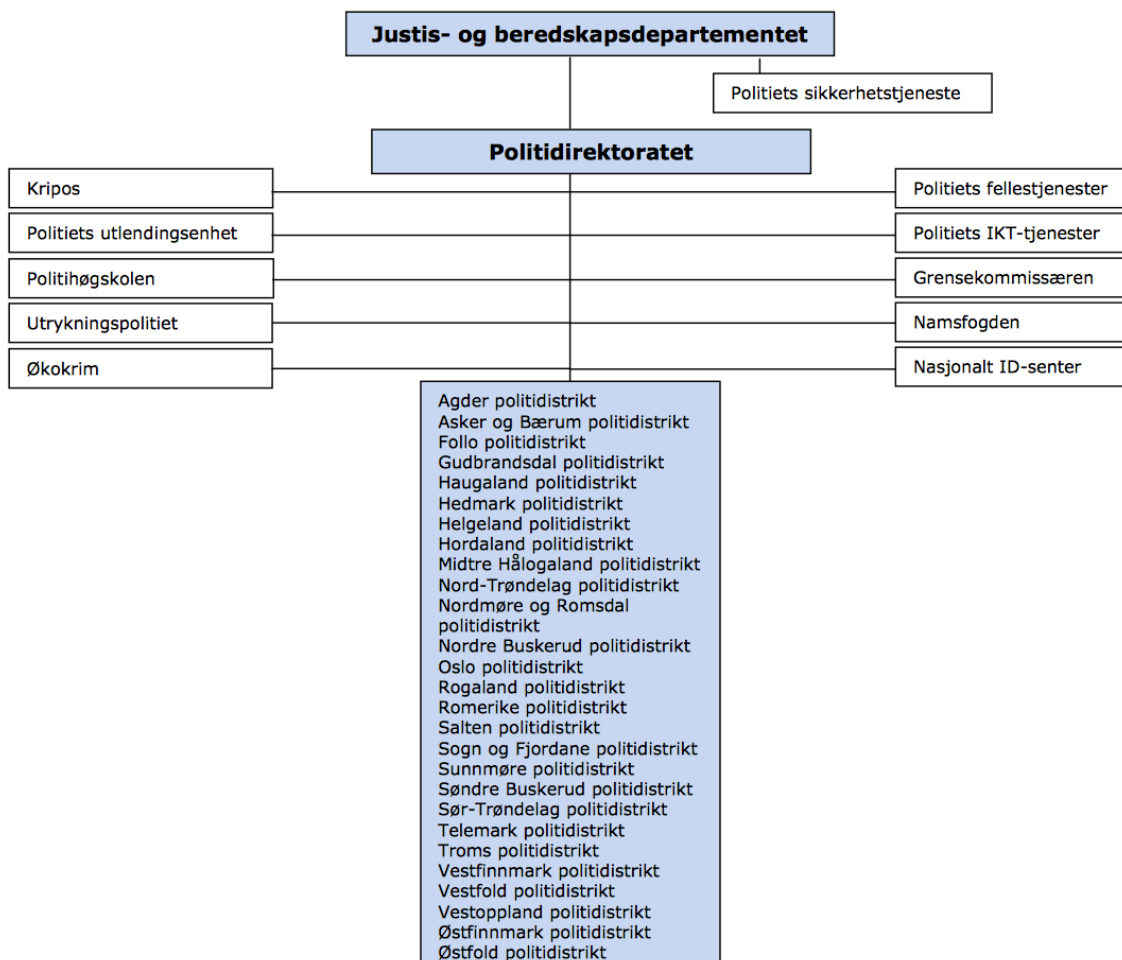 Justis- og beredskapsdepartementet
Politiets sikkerhetstjeneste
Politidirektoratet
Kripos
Politiets utlendingsenhet
Politihøgskolen
Utrykningspolitiet
Økokrim
Politiets fellestjenester
Politiets IKT-tjenester
Grensekommissæren
Namsfogden
Nasjonalt ID-senter
Agder politidistrikt
Asker og Bærum politidistrikt
Follo politidistrikt
Gudbrandsdal politidistrikt
Haugaland politidistrikt
Hedmark politidistrikt
Helgeland politidistrikt
Hordaland politidistrikt
Midtre Hålogaland politidistrikt
Nord-Trøndelag politidistrikt
Nordmøre og Romsdal
politidistrikt
Nordre Buskerud politidistrikt
Oslo politidistrikt
Rogaland politidistrikt
Romerike politidistrikt
Salten politidistrikt
Sogn og Fjordane politidistrikt
Sunnmøre politidistrikt
Søndre Buskerud politidistrikt
Sør-Trøndelag politidistrikt
Telemark politidistrikt
Troms politidistrikt
Vestfinnmark politidistrikt
Vestfold politidistrikt
Vestoppland politidistrikt
Østfinnmark politidistrikt
Østfold politidistrikt